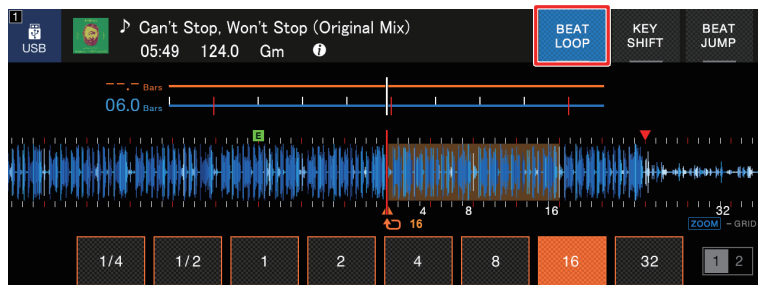 1
USB
♪ Can't Stop, Won't Stop (Original Mix)
05:49 124.0 Gm i
BEAT LOOP
KEY SHIFT
BEAT JUMP
--.- Bars
06.0 Bars
E
4 8 16 32
16
ZOOM - GRID
1/4 1/2 1 2 4 8 16 32 1 2